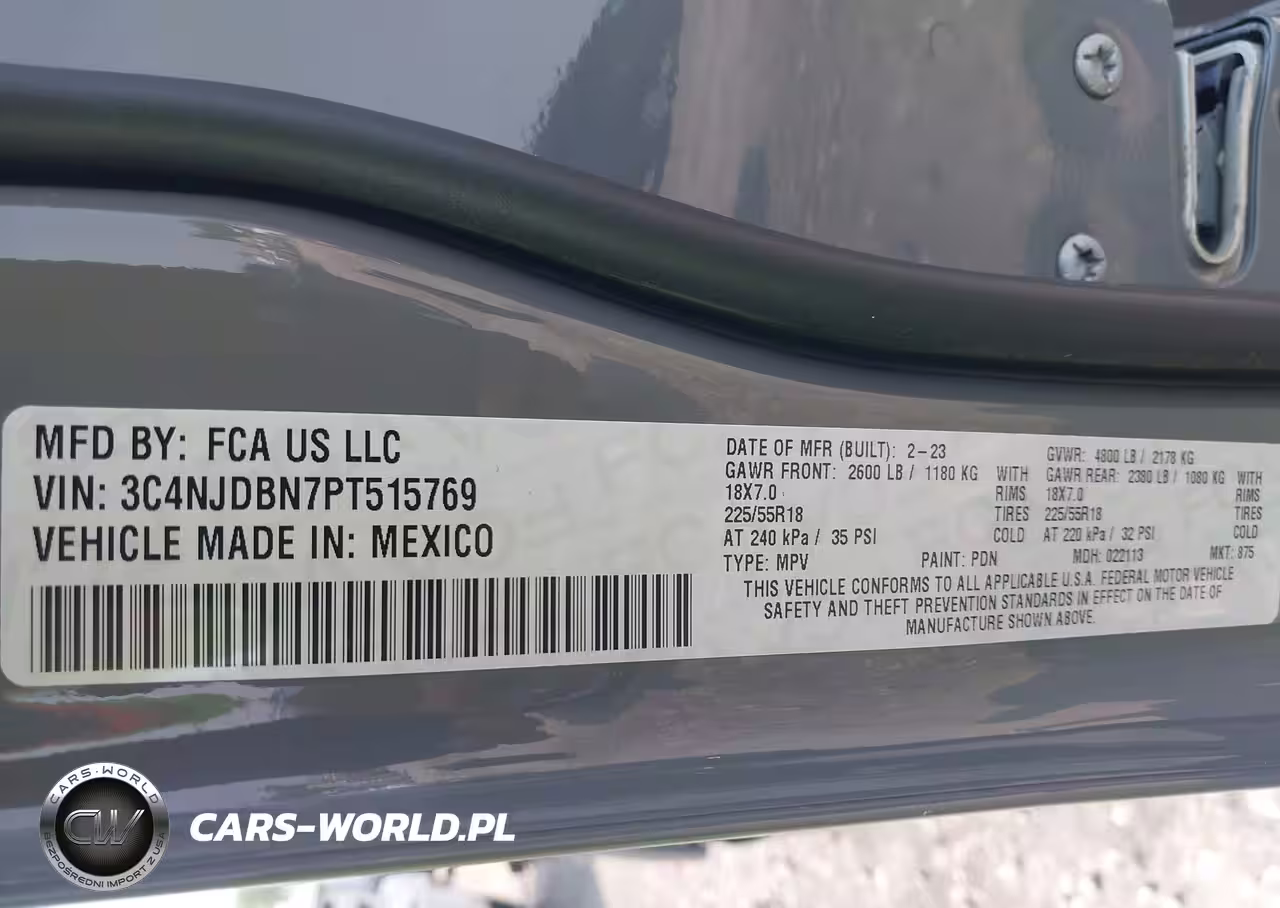 MFD BY: FCA US LLC
VIN: 3C4NJDBN7PT515769
VEHICLE MADE IN: MEXICO
DATE OF MFR (BUILT): 2-23
GVWR: 4800 LB / 2178 KG
GAWR FRONT: 2600 LB / 1180 KG WITH
GAWR REAR: 2380 LB / 1080 KG WITH
18X7.0 RIMS
18X7.0 RIMS
225/55R18 TIRES
225/55R18 TIRES
AT 240 kPa / 35 PSI COLD
AT 220 kPa / 32 PSI COLD
TYPE: MPV PAINT: PDN MDH: 022113 MKT: 875
THIS VEHICLE CONFORMS TO ALL APPLICABLE U.S.A. FEDERAL MOTOR VEHICLE
SAFETY AND THEFT PREVENTION STANDARDS IN EFFECT ON THE DATE OF
MANUFACTURE SHOWN ABOVE.
CARS-WORLD
CW
BEZPOŚREDNI IMPORT Z USA
CARS-WORLD.PL